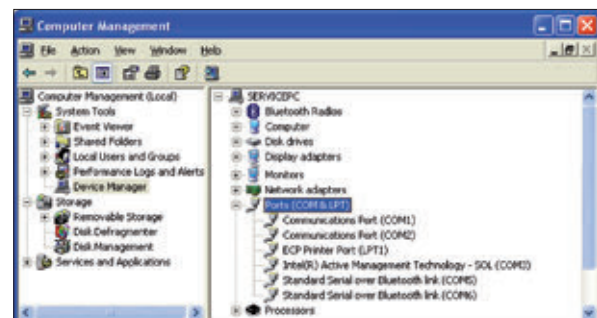 Computer Management
File Action View Window Help
Computer Management (Local)
System Tools
Event Viewer
Shared Folders
Local Users and Groups
Performance Logs and Alerts
Device Manager
Storage
Removable Storage
Disk Defragmenter
Disk Management
Services and Applications
SERVICEPC
Bluetooth Radios
Computer
Disk drives
Display adapters
Monitors
Network adapters
Ports (COM & LPT)
Communications Port (COM1)
Communications Port (COM2)
ECP Printer Port (LPT1)
Intel(R) Active Management Technology - SOL (COM3)
Standard Serial over Bluetooth link (COM5)
Standard Serial over Bluetooth link (COM6)
Processors